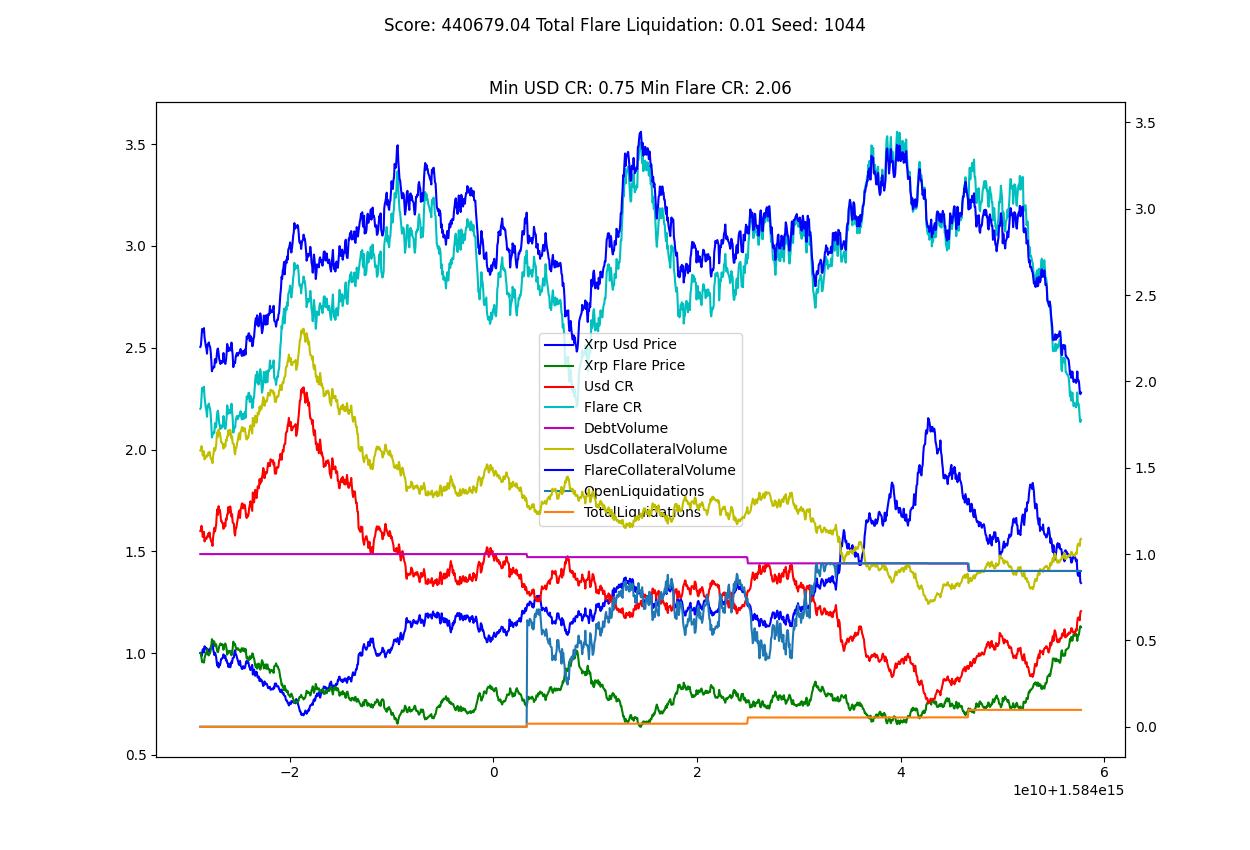 Score: 440679.04 Total Flare Liquidation: 0.01 Seed: 1044
Min USD CR: 0.75 Min Flare CR: 2.06
3.5
3.0
2.5
2.0
1.5
1.0
0.5
3.5
3.0
2.5
2.0
1.5
1.0
0.5
0.0
Xrp Usd Price
Xrp Flare Price
Usd CR
Flare CR
DebtVolume
UsdCollateralVolume
FlareCollateralVolume
OpenLiquidations
TotalLiquidations
−2 0 2 4 6
1e10+1.584e15